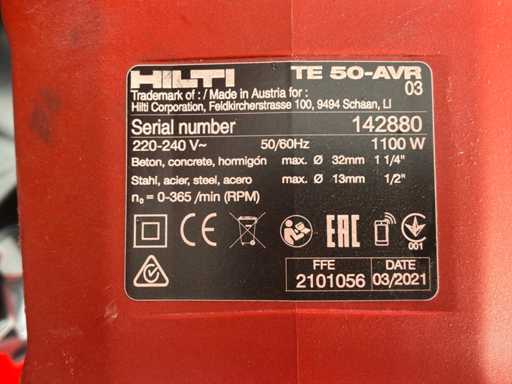 HILTI TE 50-AVR
Trademark of :/ Made in Austria for : 03
Hilti Corporation, Feldkircherstrasse 100, 9494 Schaan, LI
Serial number 142880
220-240 V~ 50/60Hz 1100 W
Beton, concrete, hormigón max. Ø 32mm 1 1/4"
Stahl, acier, steel, acero max. Ø 13mm 1/2"
n₀ = 0-365 /min (RPM)
CE EAC 001
FFE DATE
2101056 03/2021